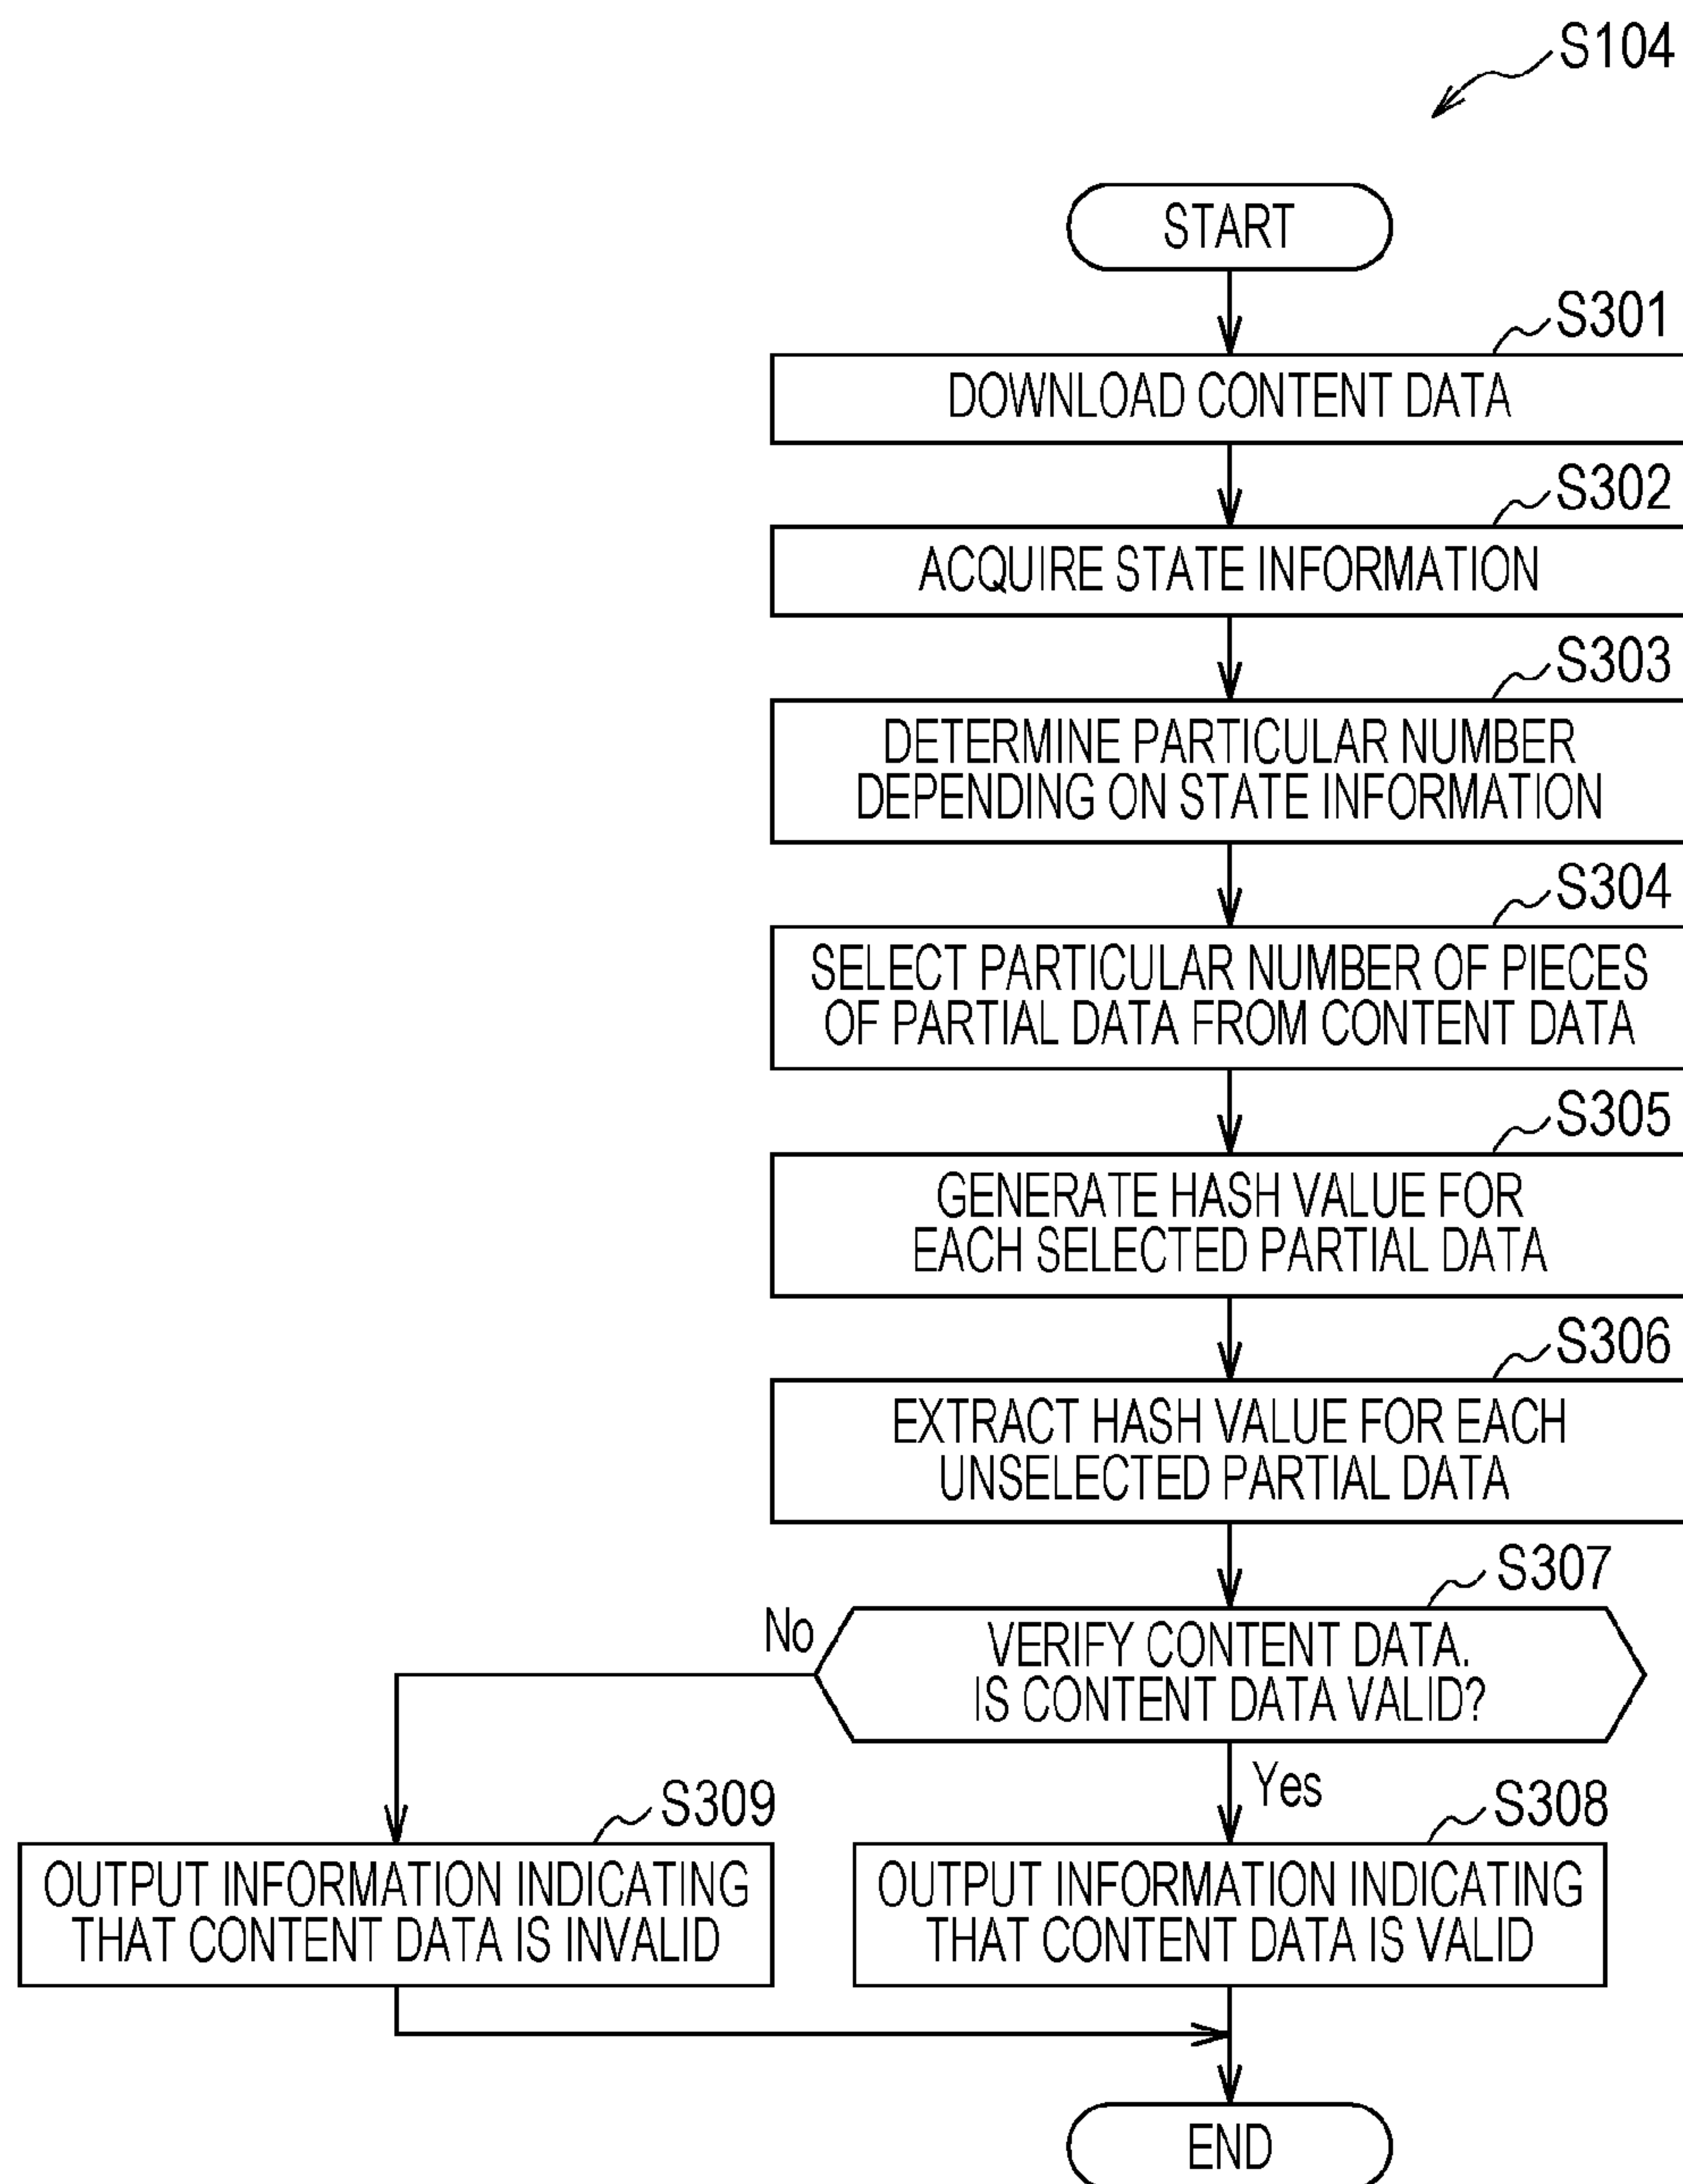 S104
START
S301
DOWNLOAD CONTENT DATA
S302
ACQUIRE STATE INFORMATION
S303
DETERMINE PARTICULAR NUMBER
DEPENDING ON STATE INFORMATION
S304
SELECT PARTICULAR NUMBER OF PIECES
OF PARTIAL DATA FROM CONTENT DATA
S305
GENERATE HASH VALUE FOR
EACH SELECTED PARTIAL DATA
S306
EXTRACT HASH VALUE FOR EACH
UNSELECTED PARTIAL DATA
S307
No
VERIFY CONTENT DATA.
IS CONTENT DATA VALID?
Yes
S309
OUTPUT INFORMATION INDICATING
THAT CONTENT DATA IS INVALID
S308
OUTPUT INFORMATION INDICATING
THAT CONTENT DATA IS VALID
END